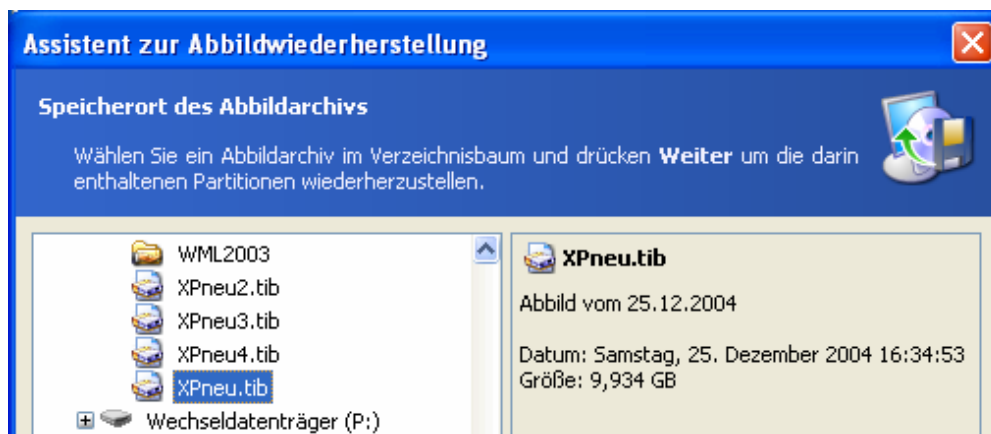 Assistent zur Abbildwiederherstellung
Speicherort des Abbildarchivs
Wählen Sie ein Abbildarchiv im Verzeichnisbaum und drücken Weiter um die darin
enthaltenen Partitionen wiederherzustellen.
WML2003
XPneu2.tib
XPneu3.tib
XPneu4.tib
XPneu.tib
Wechseldatenträger (P:)
XPneu.tib
Abbild vom 25.12.2004
Datum: Samstag, 25. Dezember 2004 16:34:53
Größe: 9,934 GB